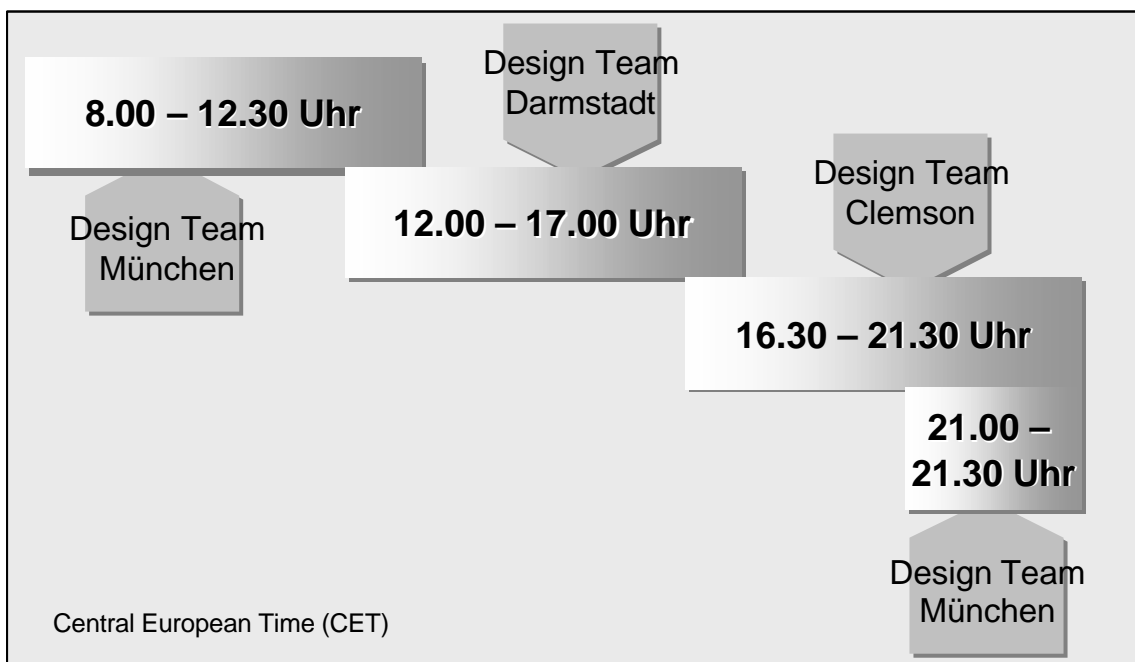 8.00 – 12.30 Uhr
Design Team
München
Design Team
Darmstadt
12.00 – 17.00 Uhr
Design Team
Clemson
16.30 – 21.30 Uhr
21.00 –
21.30 Uhr
Design Team
München
Central European Time (CET)